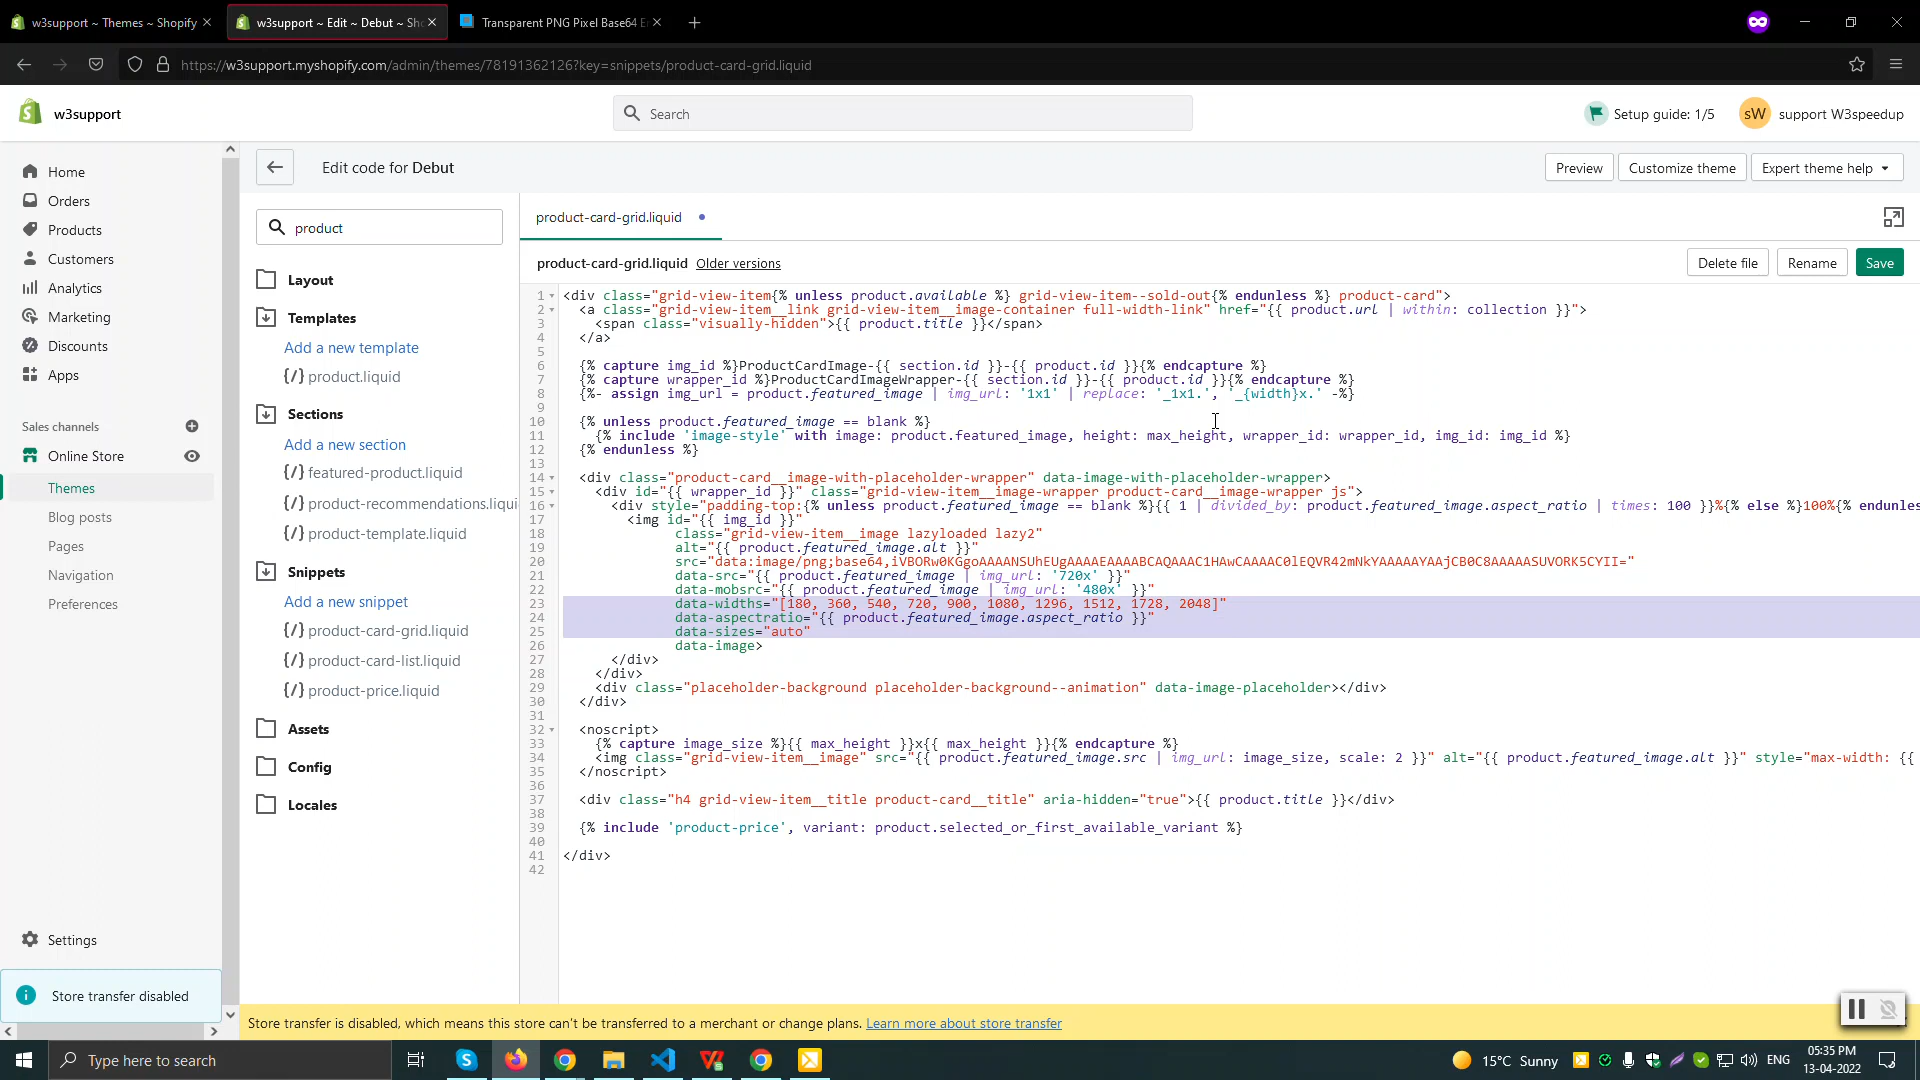 w3support ~ Themes ~ Shopify
w3support ~ Edit ~ Debut ~ Sh
Transparent PNG Pixel Base64 E
https://w3support.myshopify.com/admin/themes/78191362126?key=snippets/product-card-grid.liquid
w3support
Search
Setup guide: 1/5
sW
support W3speedup
Home
Orders
Products
Customers
Analytics
Marketing
Discounts
Apps
Sales channels
Online Store
Themes
Blog posts
Pages
Navigation
Preferences
Settings
Store transfer disabled
Edit code for Debut
Preview
Customize theme
Expert theme help
product
Layout
Templates
Add a new template
{/} product.liquid
Sections
Add a new section
{/} featured-product.liquid
{/} product-recommendations.liqui
{/} product-template.liquid
Snippets
Add a new snippet
{/} product-card-grid.liquid
{/} product-card-list.liquid
{/} product-price.liquid
Assets
Config
Locales
product-card-grid.liquid
product-card-grid.liquid Older versions
Delete file
Rename
Save
1 <div class="grid-view-item{% unless product.available %} grid-view-item--sold-out{% endunless %} product-card">
2 <a class="grid-view-item__link grid-view-item__image-container full-width-link" href="{{ product.url | within: collection }}">
3 <span class="visually-hidden">{{ product.title }}</span>
4 </a>
5
6 {% capture img_id %}ProductCardImage-{{ section.id }}-{{ product.id }}{% endcapture %}
7 {% capture wrapper_id %}ProductCardImageWrapper-{{ section.id }}-{{ product.id }}{% endcapture %}
8 {%- assign img_url = product.featured_image | img_url: '1x1' | replace: '_1x1.', '_{width}x.' -%}
9
10 {% unless product.featured_image == blank %}
11 {% include 'image-style' with image: product.featured_image, height: max_height, wrapper_id: wrapper_id, img_id: img_id %}
12 {% endunless %}
13
14 <div class="product-card__image-with-placeholder-wrapper" data-image-with-placeholder-wrapper>
15 <div id="{{ wrapper_id }}" class="grid-view-item__image-wrapper product-card__image-wrapper js">
16 <div style="padding-top:{% unless product.featured_image == blank %}{{ 1 | divided_by: product.featured_image.aspect_ratio | times: 100 }}%{% else %}100%{% endunles
17 <img id="{{ img_id }}"
18 class="grid-view-item__image lazyloaded lazy2"
19 alt="{{ product.featured_image.alt }}"
20 src="data:image/png;base64,iVBORw0KGgoAAAANSUhEUgAAAAEAAAABCAQAAAC1HAwCAAAAC0lEQVR42mNkYAAAAAYAAjCB0C8AAAAASUVORK5CYII="
21 data-src="{{ product.featured_image | img_url: '720x' }}"
22 data-mobsrc="{{ product.featured_image | img_url: '480x' }}"
23 data-widths="[180, 360, 540, 720, 900, 1080, 1296, 1512, 1728, 2048]"
24 data-aspectratio="{{ product.featured_image.aspect_ratio }}"
25 data-sizes="auto"
26 data-image>
27 </div>
28 </div>
29 <div class="placeholder-background placeholder-background--animation" data-image-placeholder></div>
30 </div>
31
32 <noscript>
33 {% capture image_size %}{{ max_height }}x{{ max_height }}{% endcapture %}
34 <img class="grid-view-item__image" src="{{ product.featured_image.src | img_url: image_size, scale: 2 }}" alt="{{ product.featured_image.alt }}" style="max-width: {{
35 </noscript>
36
37 <div class="h4 grid-view-item__title product-card__title" aria-hidden="true">{{ product.title }}</div>
38
39 {% include 'product-price', variant: product.selected_or_first_available_variant %}
40
41 </div>
42
Store transfer is disabled, which means this store can't be transferred to a merchant or change plans. Learn more about store transfer
Type here to search
15°C Sunny
ENG
05:35 PM
13-04-2022